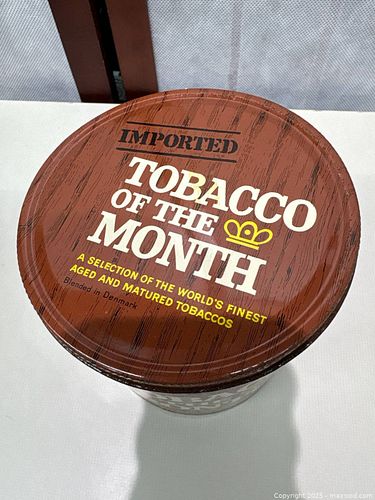 IMPORTED
TOBACCO
OF THE
MONTH
A SELECTION OF THE WORLD'S FINEST
AGED AND MATURED TOBACCOS
Blended in Denmark
Copyright 2025 - maxsold.com